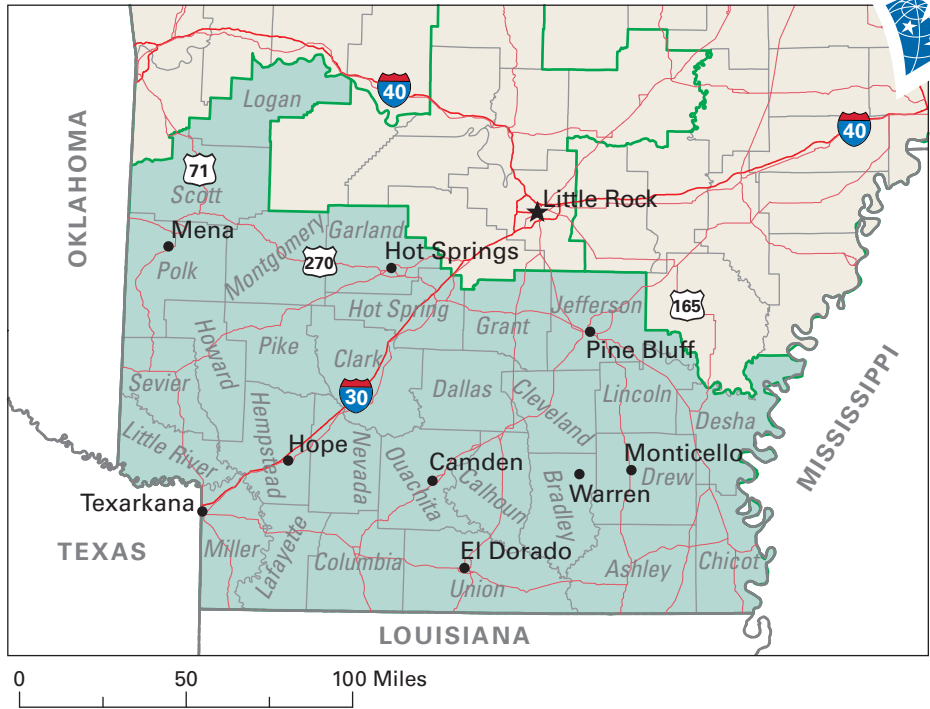 40
Logan
40
OKLAHOMA
71
Scott
Little Rock
Mena
Montgomery
Garland
270
Hot Springs
Polk
Hot Spring
Jefferson
165
Grant
Pine Bluff
Howard
Pike
Clark
MISSISSIPPI
Sevier
30
Dallas
Cleveland
Lincoln
Desha
Hempstead
Little River
Hope
Nevada
Ouachita
Camden
Calhoun
Bradley
Monticello
Drew
Warren
Texarkana
TEXAS
Miller
Lafayette
Columbia
El Dorado
Union
Ashley
Chicot
LOUISIANA
0 50 100 Miles